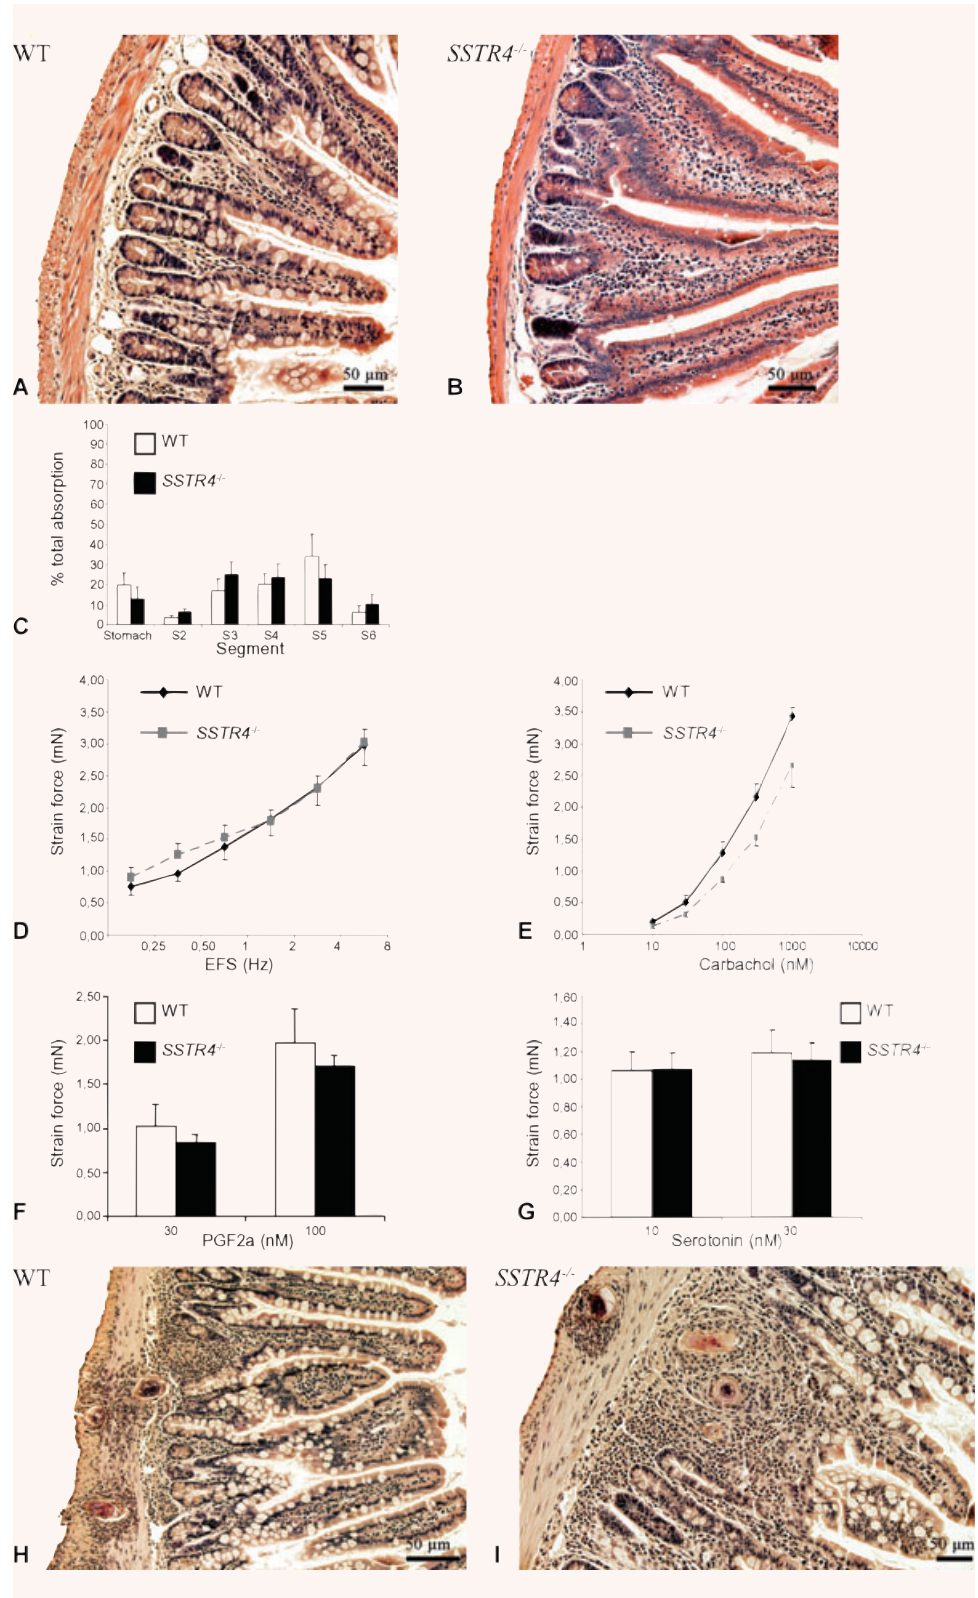 WT
SSTR4-/-
50 µm
50 µm
A
B
100
90
80
70
60
50
40
30
20
10
0
% total absorption
WT
SSTR4-/-
Stomach S2 S3 S4 S5 S6
Segment
C
4,00
3,50
3,00
2,50
2,00
1,50
1,00
0,50
0,00
Strain force (mN)
WT
SSTR4-/-
0,25 0,50 1 2 4 8
EFS (Hz)
D
4,00
3,50
3,00
2,50
2,00
1,50
1,00
0,50
0,00
Strain force (mN)
WT
SSTR4-/-
1 10 100 1000 10000
Carbachol (nM)
E
2,50
2,00
1,50
1,00
0,50
0,00
Strain force (mN)
WT
SSTR4-/-
30 100
PGF2a (nM)
F
1,60
1,40
1,20
1,00
0,80
0,60
0,40
0,20
0,00
Strain force (mN)
WT
SSTR4-/-
10 30
Serotonin (nM)
G
WT
SSTR4-/-
50 µm
50 µm
H
I